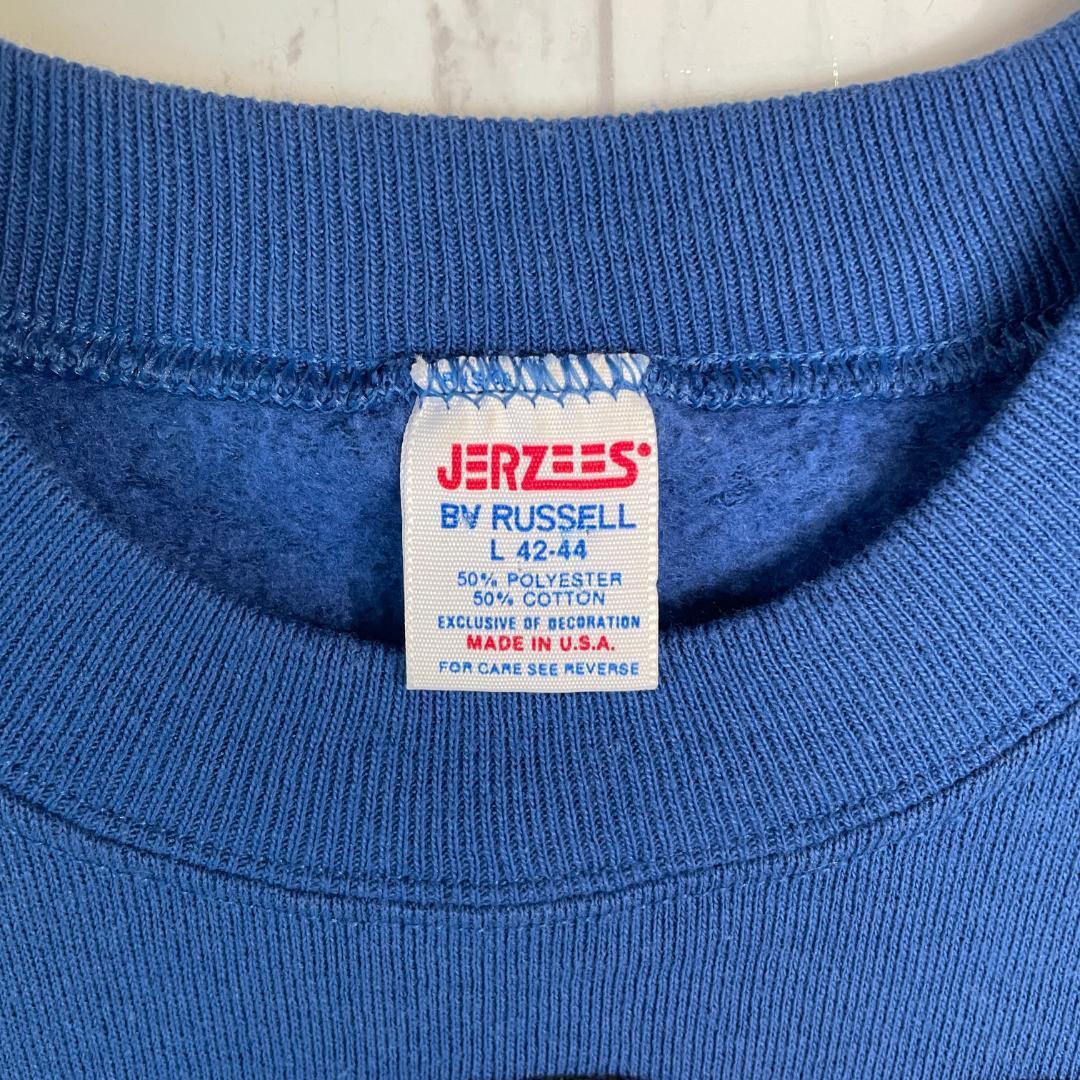 JERZEES
BY RUSSELL
L 42-44
50% POLYESTER
50% COTTON
EXCLUSIVE OF DECORATION
MADE IN U.S.A.
FOR CARE SEE REVERSE